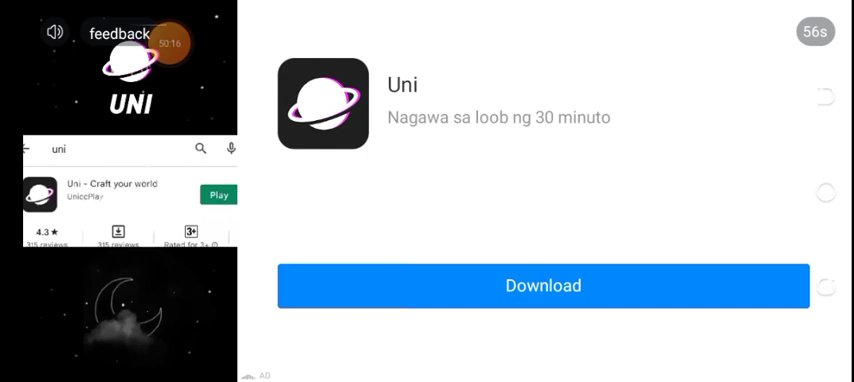 feedback
50:16
UNI
uni
Uni - Craft your world
UniccPlay
Play
4.3 ★
3+
315 reviews
315 reviews
Rated for 3+
56s
Uni
Nagawa sa loob ng 30 minuto
Download
AD